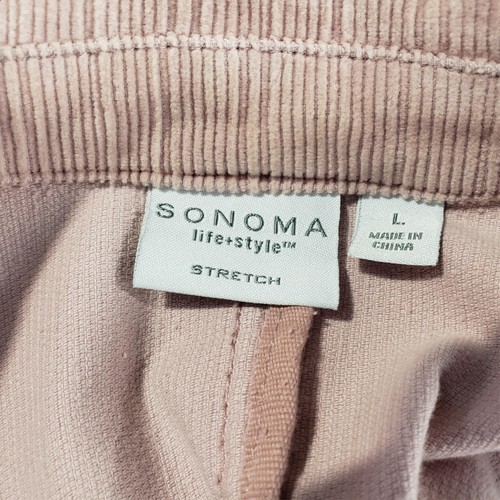 SONOMA
life+style™
STRETCH
L
MADE IN
CHINA